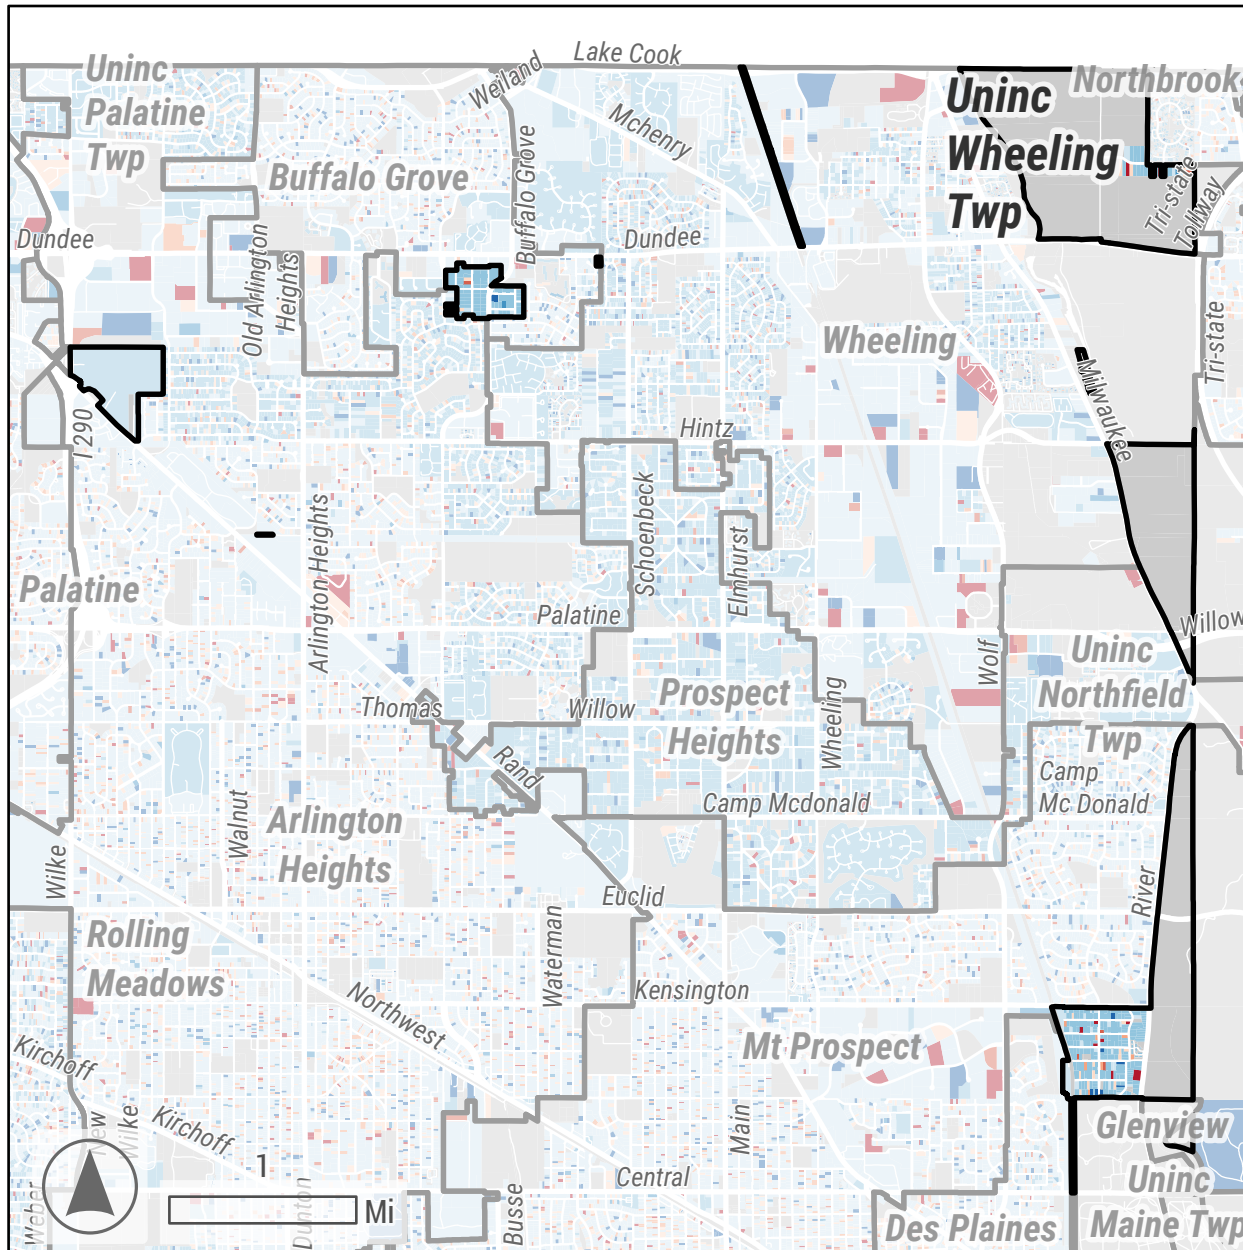 Lake Cook
Uninc
Palatine
Twp
Weiland
Mchenry
Northbrook
Uninc
Wheeling
Twp
Buffalo Grove
Buffalo Grove
Tri-state
Tollway
Dundee
Dundee
Old Arlington
Heights
Wheeling
Tri-state
Milwaukee
I 290
Hintz
Schoenbeck
Arlington Heights
Elmhurst
Palatine
Palatine
Willow
Wolf
Uninc
Northfield
Twp
Thomas
Willow
Prospect
Heights
Wheeling
Rand
Camp
Mc Donald
Camp Mcdonald
Walnut
Arlington
Heights
Wilke
Euclid
River
Waterman
Rolling
Meadows
Kensington
Northwest
Mt Prospect
Kirchoff
New
Wilke
Kirchoff
Main
Glenview
1
Mi
Central
Uninc
Maine Twp
Weber
Dunton
Busse
Des Plaines